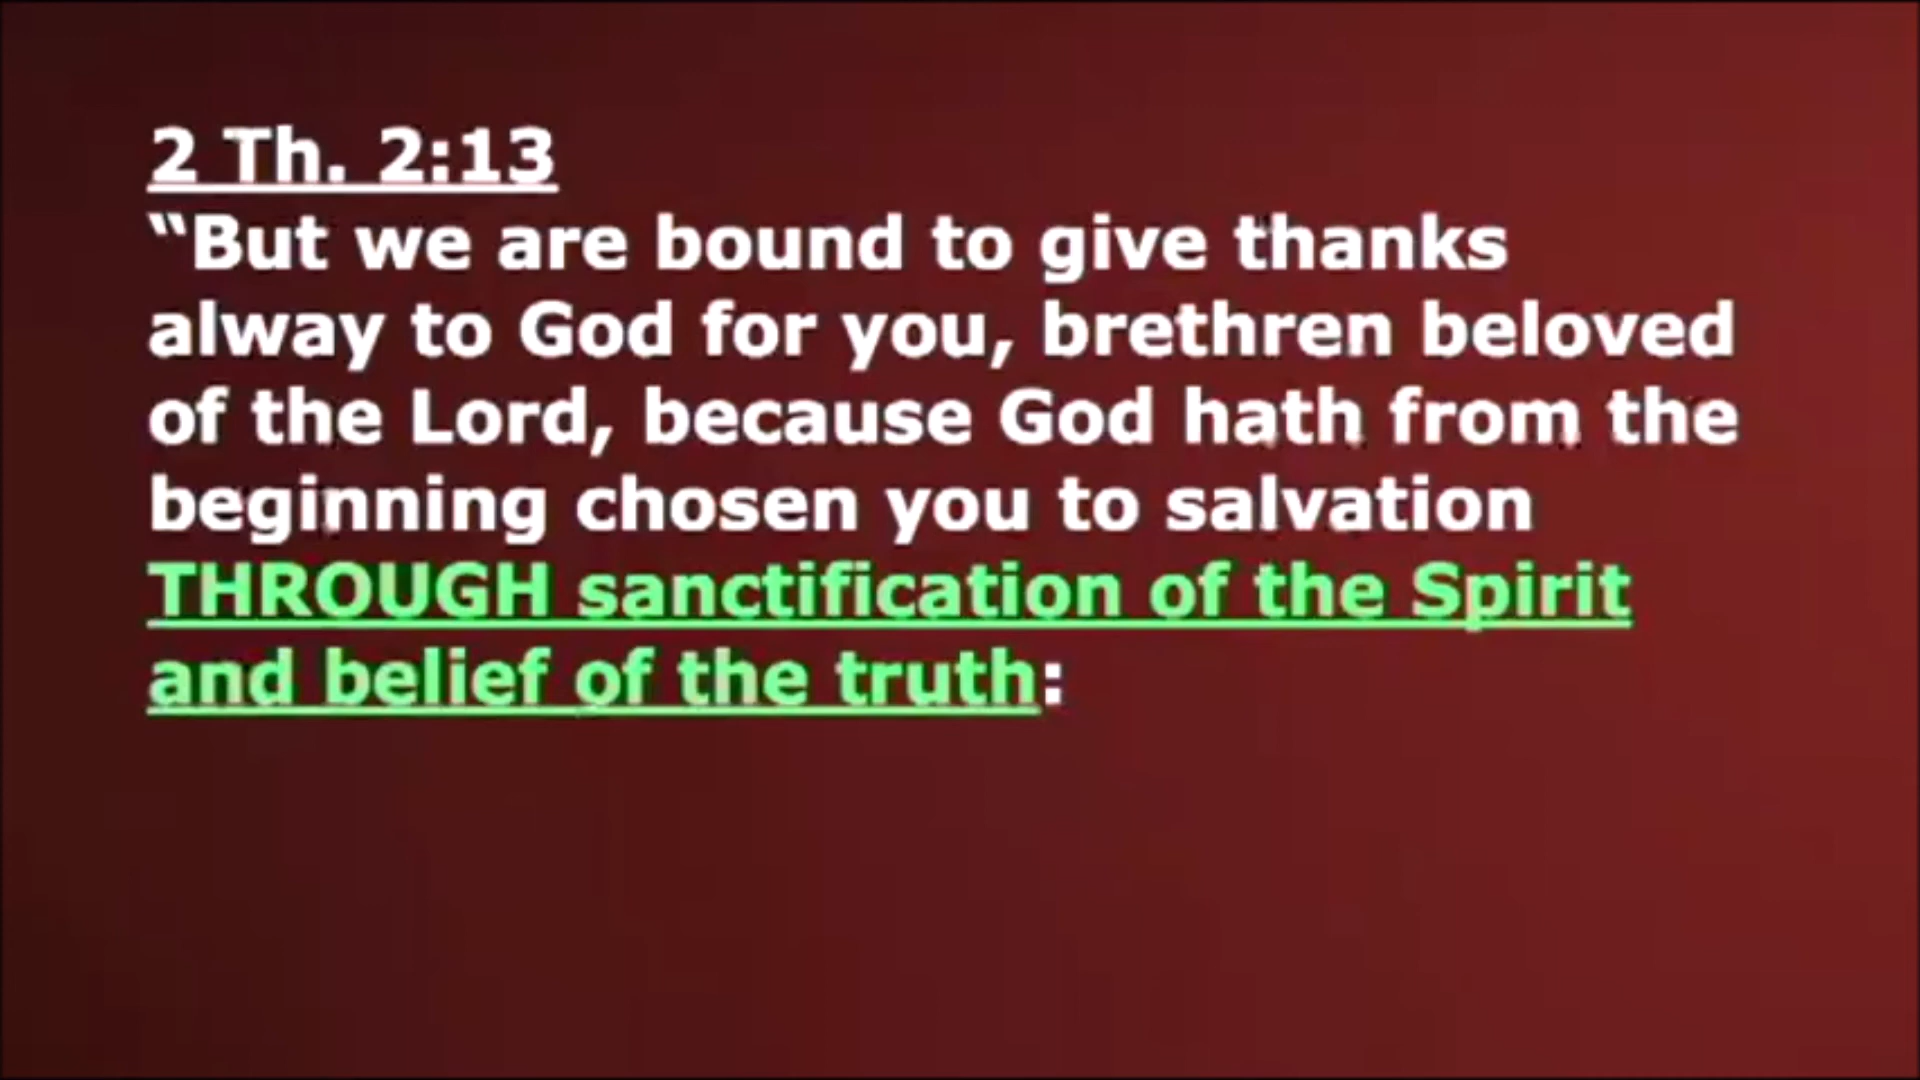 2 Th. 2:13
“But we are bound to give thanks
alway to God for you, brethren beloved
of the Lord, because God hath from the
beginning chosen you to salvation
THROUGH sanctification of the Spirit
and belief of the truth: